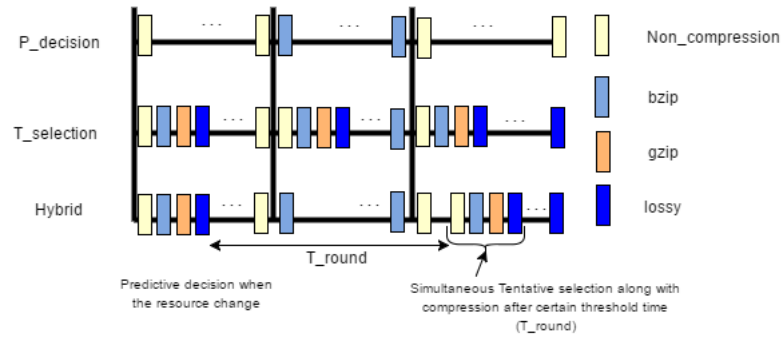 P_decision
Non_compression
bzip
T_selection
gzip
Hybrid
lossy
T_round
Predictive decision when
the resource change
Simultaneous Tentative selection along with
compression after certain threshold time
(T_round)